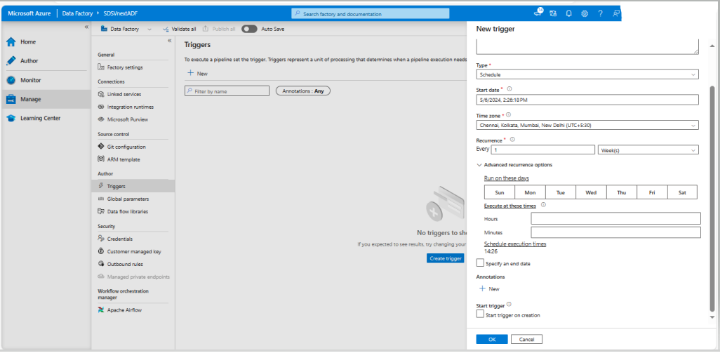 Microsoft Azure
Data Factory
SDSVnextADF
Search for factory and documentation
Home
Author
Monitor
Manage
Learning Center
Data Factory
Validate all
Publish all
Auto Save
General
Factory settings
Connections
Linked services
Integration runtimes
Microsoft Purview
Source control
Git configuration
ARM template
Author
Triggers
Global parameters
Data flow libraries
Security
Credentials
Customer managed key
Outbound rules
Managed private endpoints
Workflow orchestration
manager
Apache Airflow
Triggers
To execute a pipeline set the trigger. Triggers represent a unit of processing that determines when a pipeline execution needs
New
Filter by name
Annotations : Any
No triggers to sh
If you expected to see results, try changing your
Create trigger
New trigger
Type *
Schedule
Start date *
5/6/2024, 2:26:10 PM
Time zone *
Chennai, Kolkata, Mumbai, New Delhi (UTC+5:30)
Recurrence *
Every 1 Week(s)
Advanced recurrence options
Run on these days
Sun Mon Tue Wed Thu Fri Sat
Execute at these times
Hours
Minutes
Schedule execution times
14:26
Specify an end date
Annotations
New
Start trigger
Start trigger on creation
OK Cancel